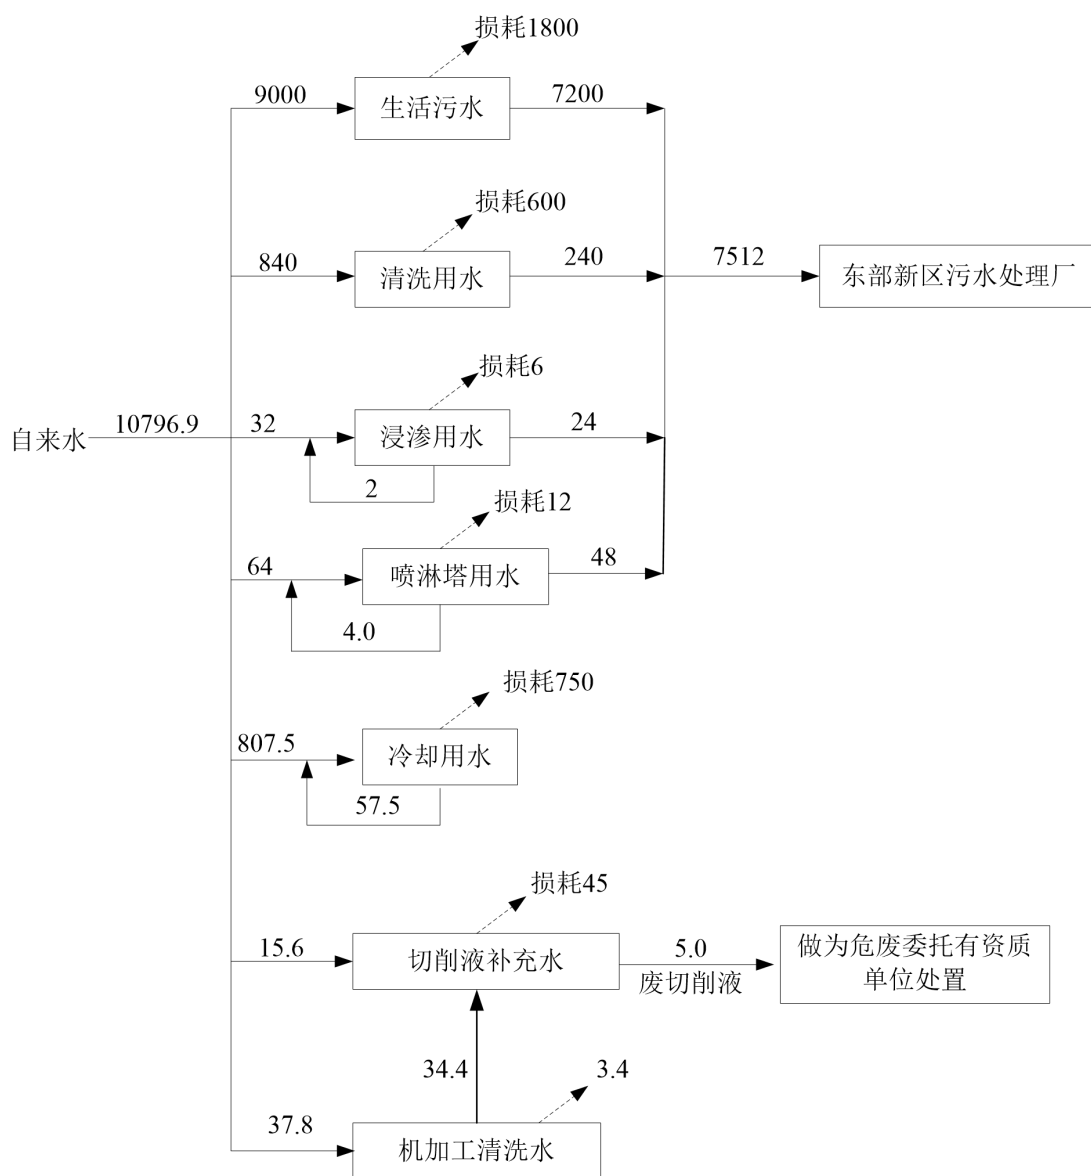 损耗1800
9000
生活污水
7200
损耗600
840
清洗用水
240
7512
东部新区污水处理厂
损耗6
自来水
10796.9
32
浸渗用水
24
2
损耗12
64
喷淋塔用水
48
4.0
损耗750
807.5
冷却用水
57.5
损耗45
15.6
切削液补充水
5.0
废切削液
做为危废委托有资质
单位处置
34.4
3.4
37.8
机加工清洗水